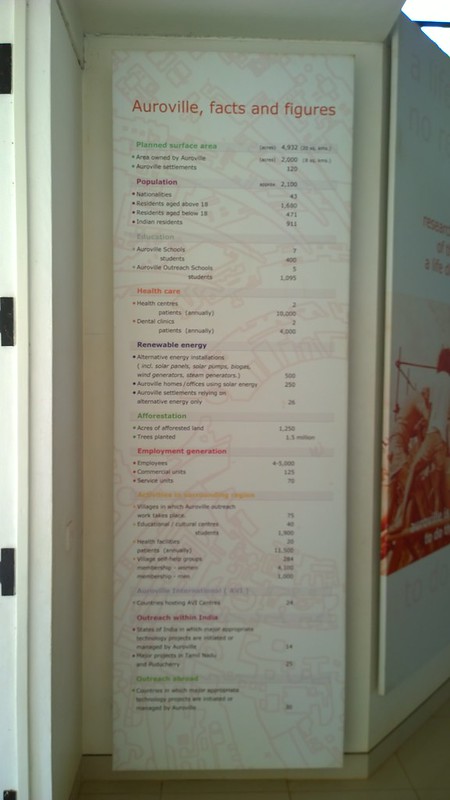 Auroville, facts and figures
Planned surface area (acres) 4,932 (20 sq. kms.)
• Area owned by Auroville (acres) 2,000 (8 sq. kms.)
• Auroville settlements 120
Population approx 2,100
• Nationalities 43
• Residents aged above 18 1,680
• Residents aged below 18 471
• Indian residents 911
Education
• Auroville Schools 7
students 400
• Auroville Outreach Schools 5
students 1,095
Health care
• Health centres 2
patients (annually)
• Dental clinics 2
patients (annually) 4,000
Renewable energy
• Alternative energy installations
( incl. solar panels, solar pumps, biogas,
wind generators, steam generators.) 500
• Auroville homes/offices using solar energy 250
• Auroville settlements relying on
alternative energy only 26
Afforestation
• Acres of afforested land 1,250
• Trees planted 1.5 million
Employment generation
• Employees 4-5,000
• Commercial units 125
• Service units 70
Activities in surrounding region
• Villages in which Auroville outreach
work takes place. 75
• Educational / cultural centres 40
students 1,900
• Health facilities 20
patients (annually) 11,500
• Village self-help groups 284
membership - women
membership - men 1,000
Auroville International ( AVI )
• Countries hosting AVI Centres 24
Outreach within India
• States of India in which major appropriate
technology projects are initiated or
managed by Auroville 14
• Major projects in Tamil Nadu
and Puducherry 25
Outreach abroad
• Countries in which major appropriate
technology projects are initiated or
managed by Auroville 30
a life